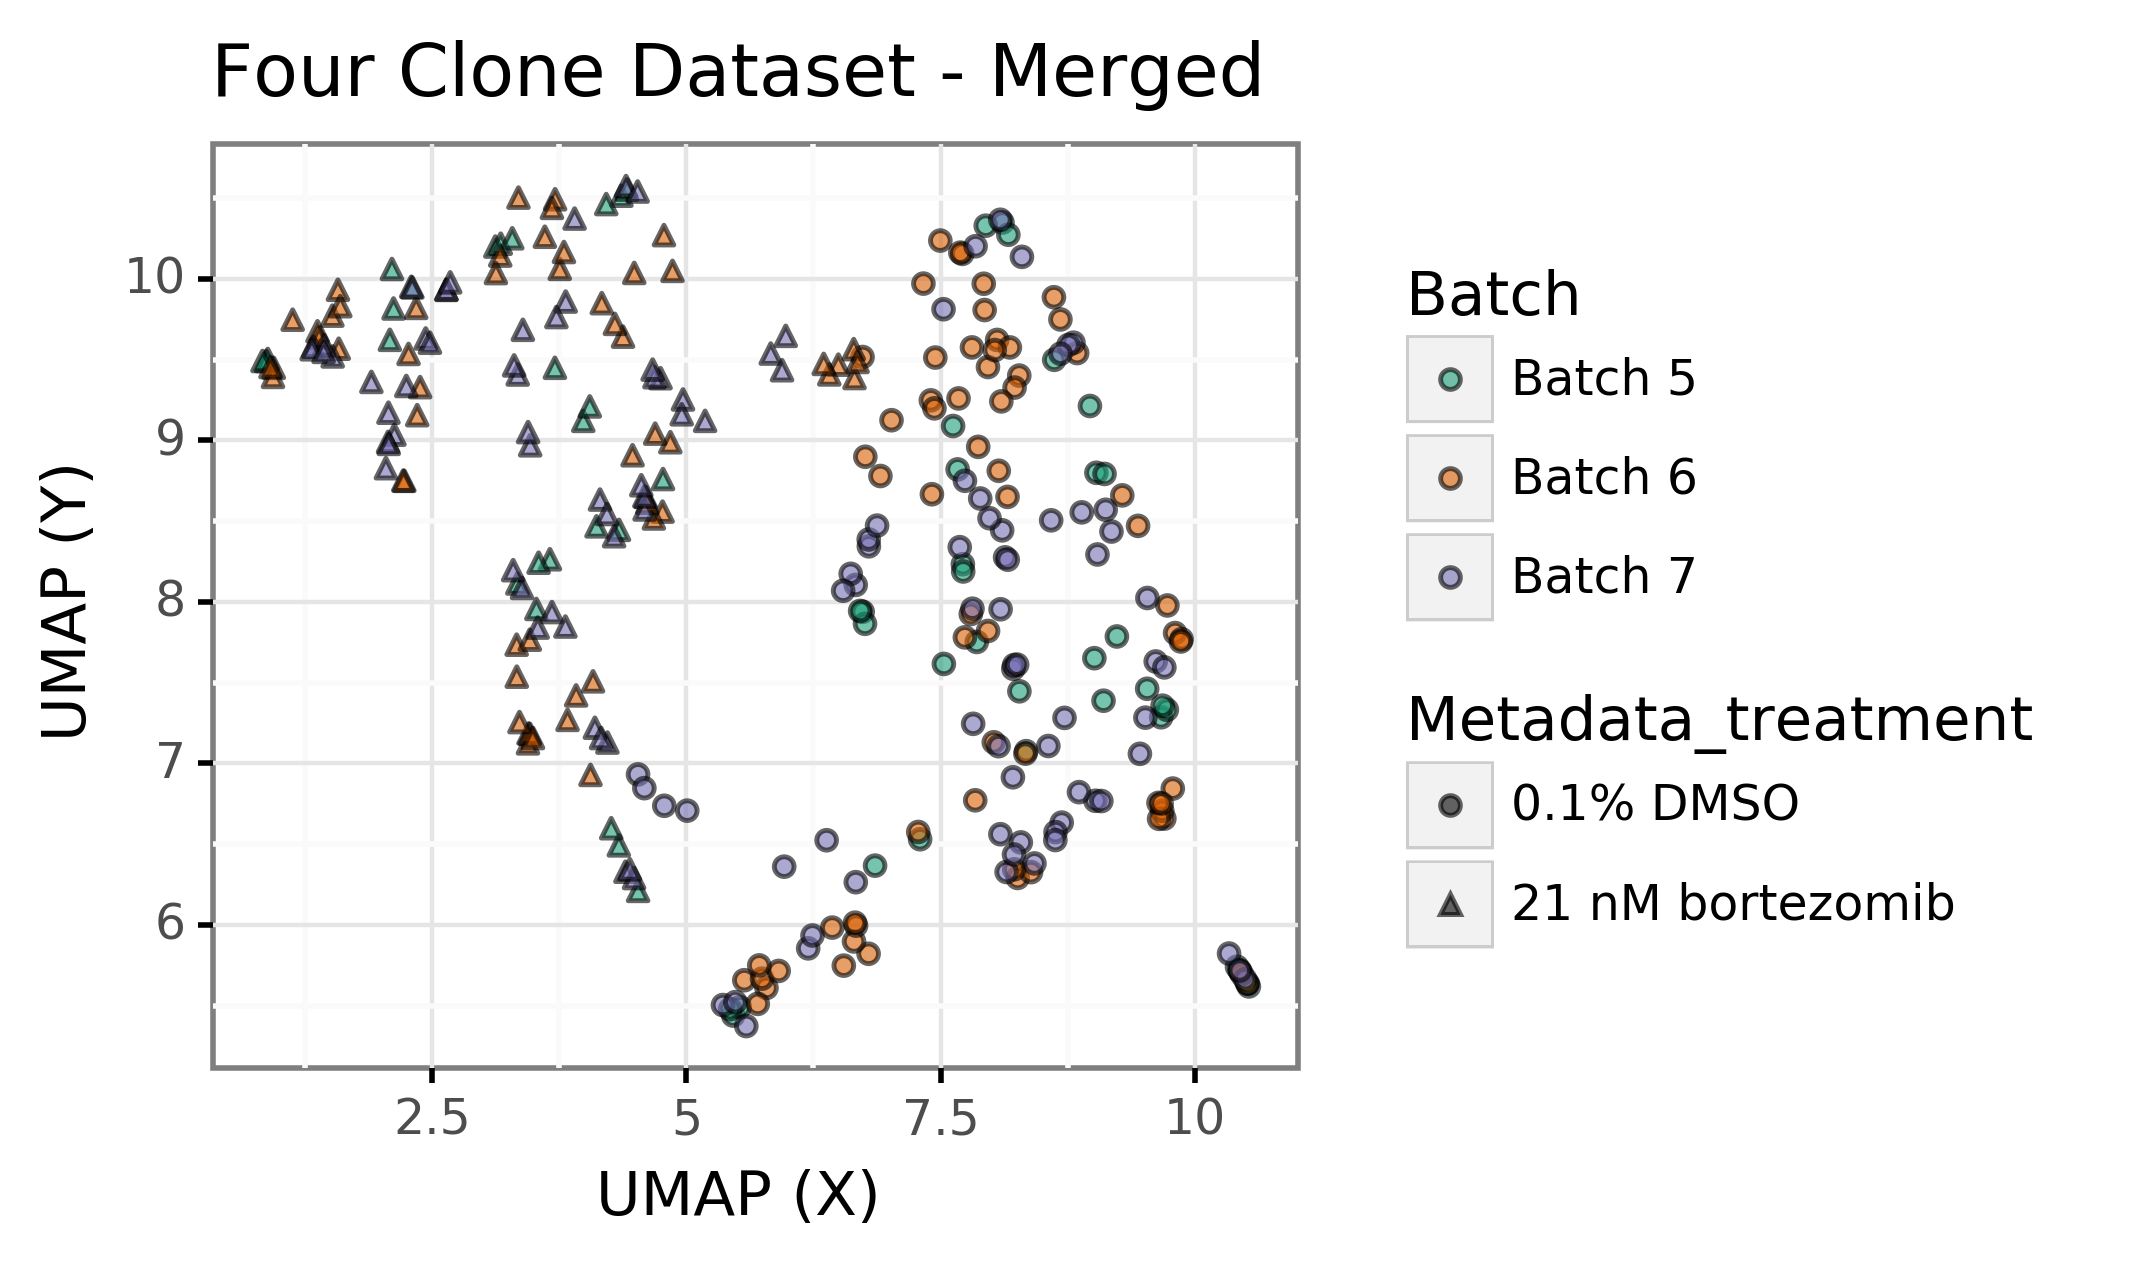 Four Clone Dataset - Merged
10
9
8
7
6
UMAP (Y)
2.5
5
7.5
10
UMAP (X)
Batch
Batch 5
Batch 6
Batch 7
Metadata_treatment
0.1% DMSO
21 nM bortezomib